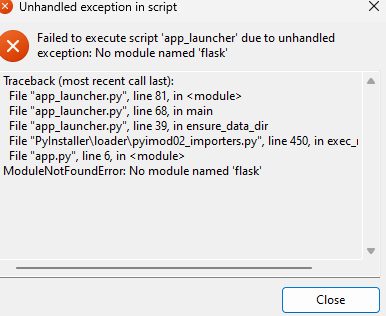 Unhandled exception in script
Failed to execute script 'app_launcher' due to unhandled
exception: No module named 'flask'
Traceback (most recent call last):
File "app_launcher.py", line 81, in <module>
File "app_launcher.py", line 68, in main
File "app_launcher.py", line 39, in ensure_data_dir
File "PyInstaller\loader\pyimod02_importers.py", line 450, in exec_
File "app.py", line 6, in <module>
ModuleNotFoundError: No module named 'flask'
Close